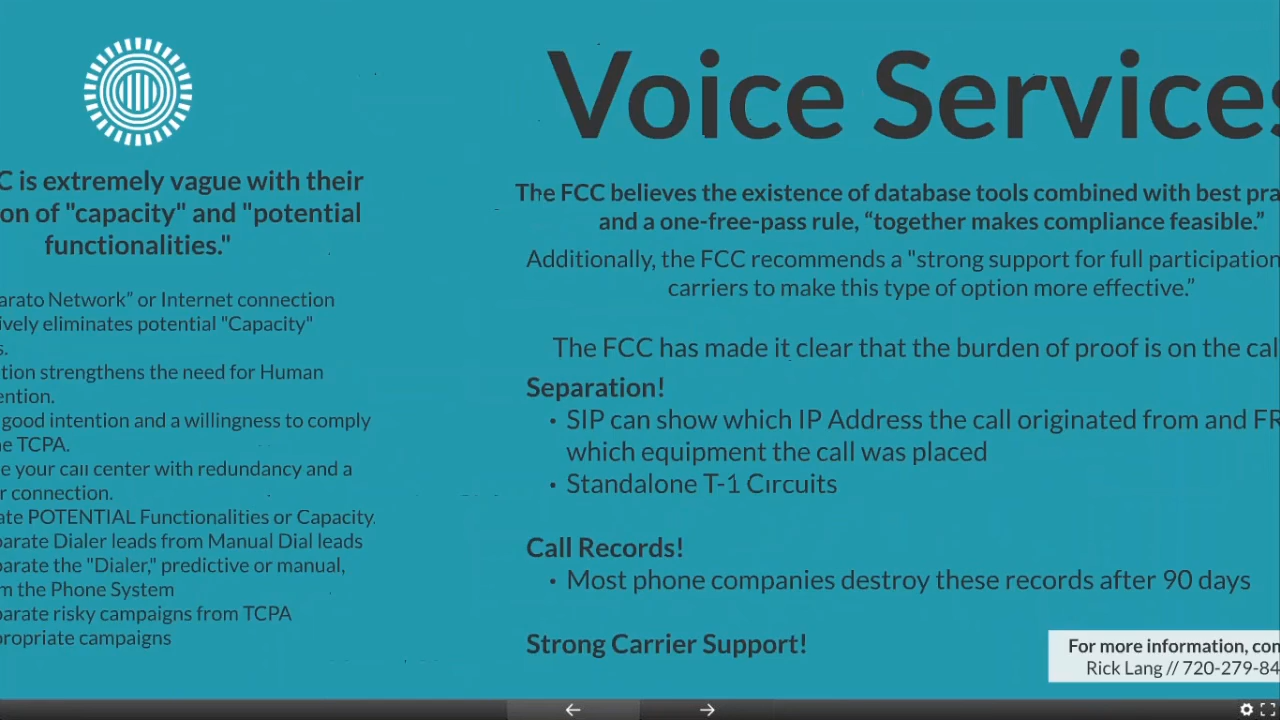 C is extremely vague with their
on of "capacity" and "potential
functionalities."
arato Network" or Internet connection
ively eliminates potential "Capacity"
s.
tion strengthens the need for Human
ention.
good intention and a willingness to comply
e TCPA.
e your call center with redundancy and a
r connection.
ate POTENTIAL Functionalities or Capacity.
parate Dialer leads from Manual Dial leads
parate the "Dialer," predictive or manual,
m the Phone System
parate risky campaigns from TCPA
propriate campaigns
Voice Services
The FCC believes the existence of database tools combined with best pra
and a one-free-pass rule, “together makes compliance feasible.”
Additionally, the FCC recommends a "strong support for full participation
carriers to make this type of option more effective.”
The FCC has made it clear that the burden of proof is on the cal
Separation!
• SIP can show which IP Address the call originated from and FR
which equipment the call was placed
• Standalone T-1 Circuits
Call Records!
• Most phone companies destroy these records after 90 days
Strong Carrier Support!
For more information, con
Rick Lang // 720-279-84